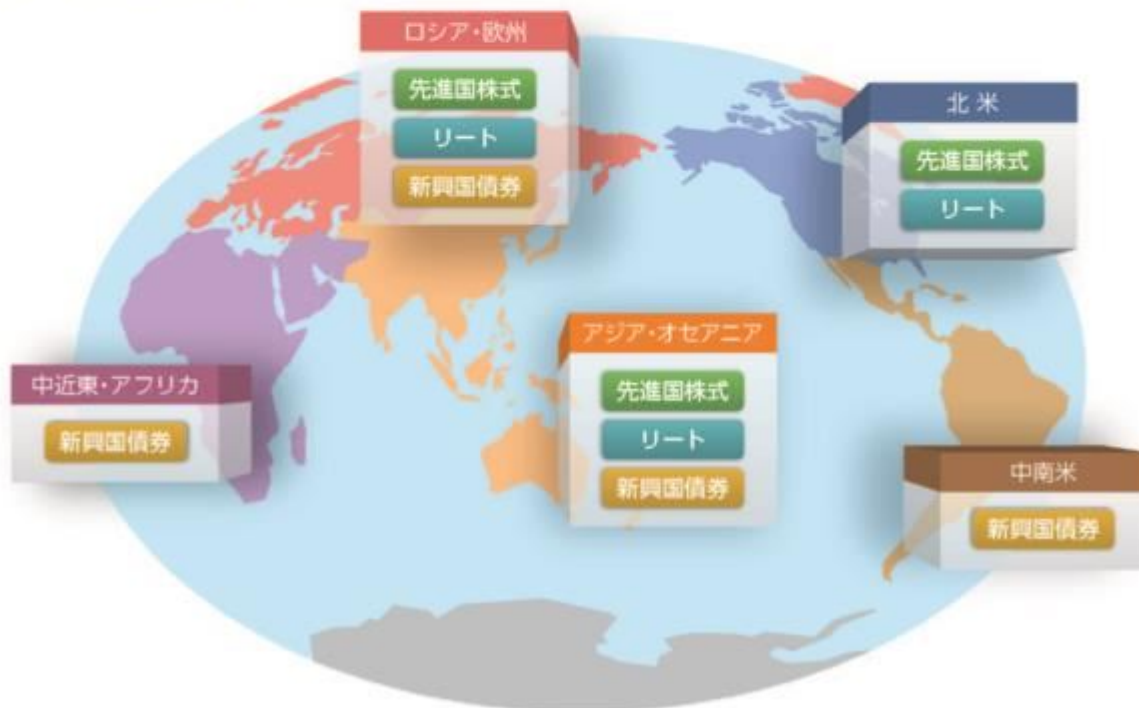 ロシア・欧州
先進国株式
リート
新興国債券
北米
先進国株式
リート
アジア・オセアニア
先進国株式
リート
新興国債券
中近東・アフリカ
新興国債券
中南米
新興国債券